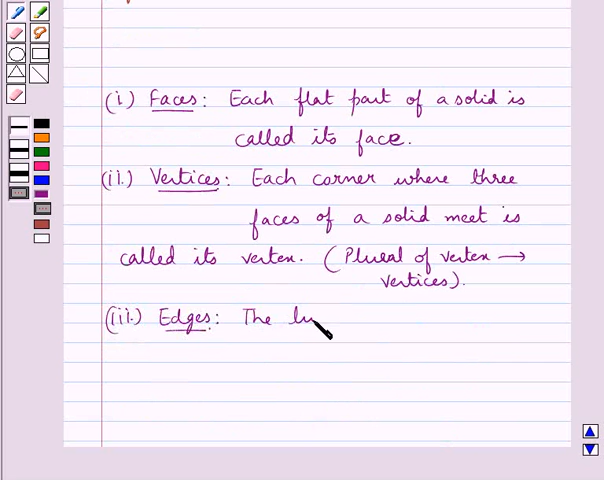 (i.) Faces: Each flat part of a solid is
called its face.
(ii.) Vertices: Each corner where three
faces of a solid meet is
called its vertex. (Plural of vertex →
vertices).
(iii.) Edges: The